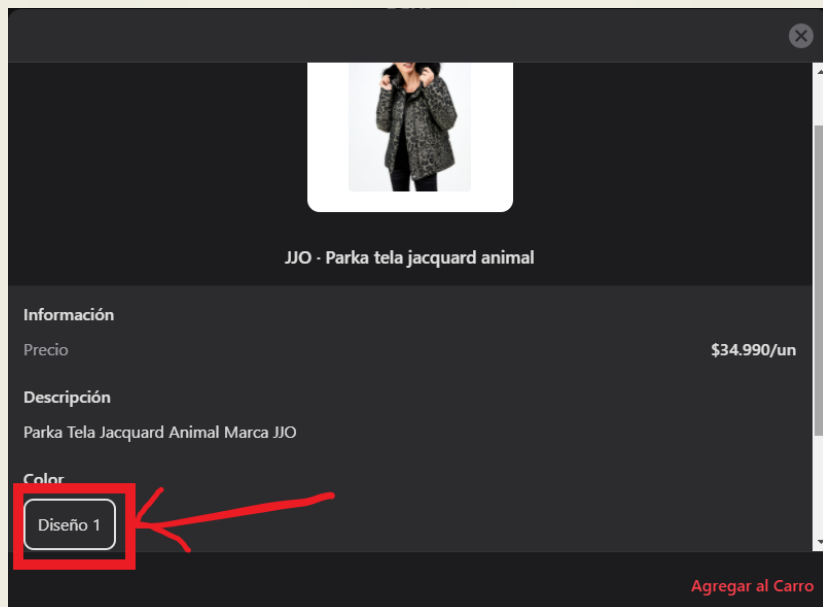 JJO · Parka tela jacquard animal
Información
Precio $34.990/un
Descripción
Parka Tela Jacquard Animal Marca JJO
Color
Diseño 1
Agregar al Carro